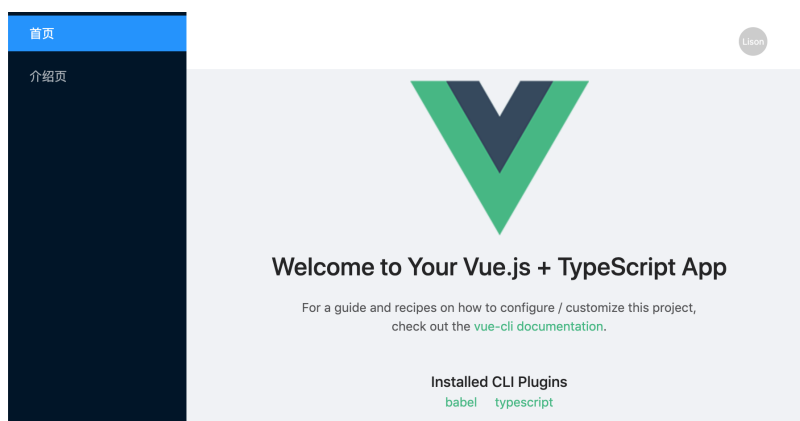 首页
介绍页
Lison
Welcome to Your Vue.js + TypeScript App
For a guide and recipes on how to configure / customize this project,
check out the vue-cli documentation.
Installed CLI Plugins
babel typescript